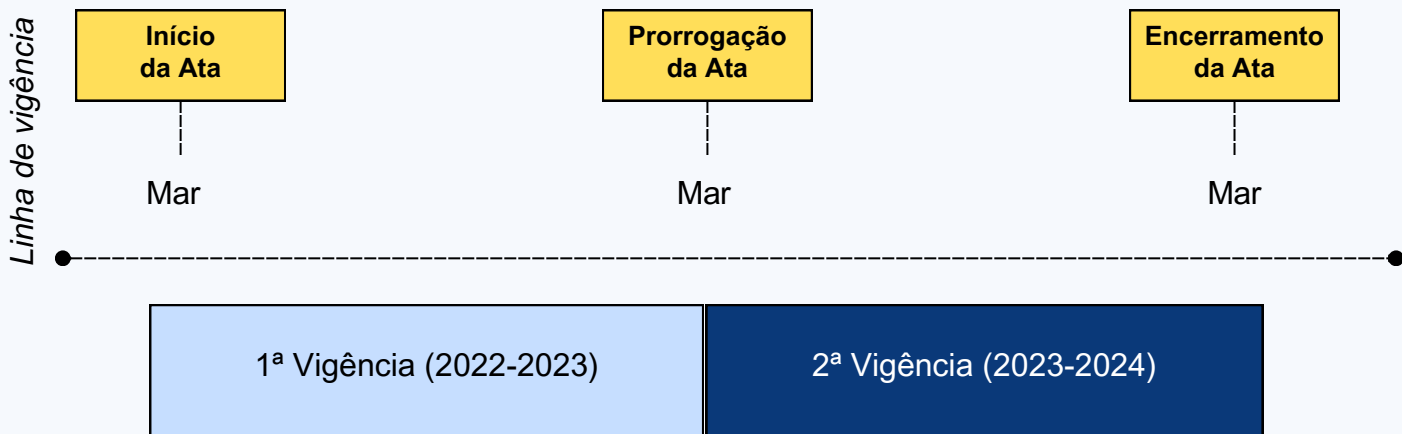 Linha de vigência
Início
da Ata
Prorrogação
da Ata
Encerramento
da Ata
Mar
Mar
Mar
1ª Vigência (2022-2023)
2ª Vigência (2023-2024)